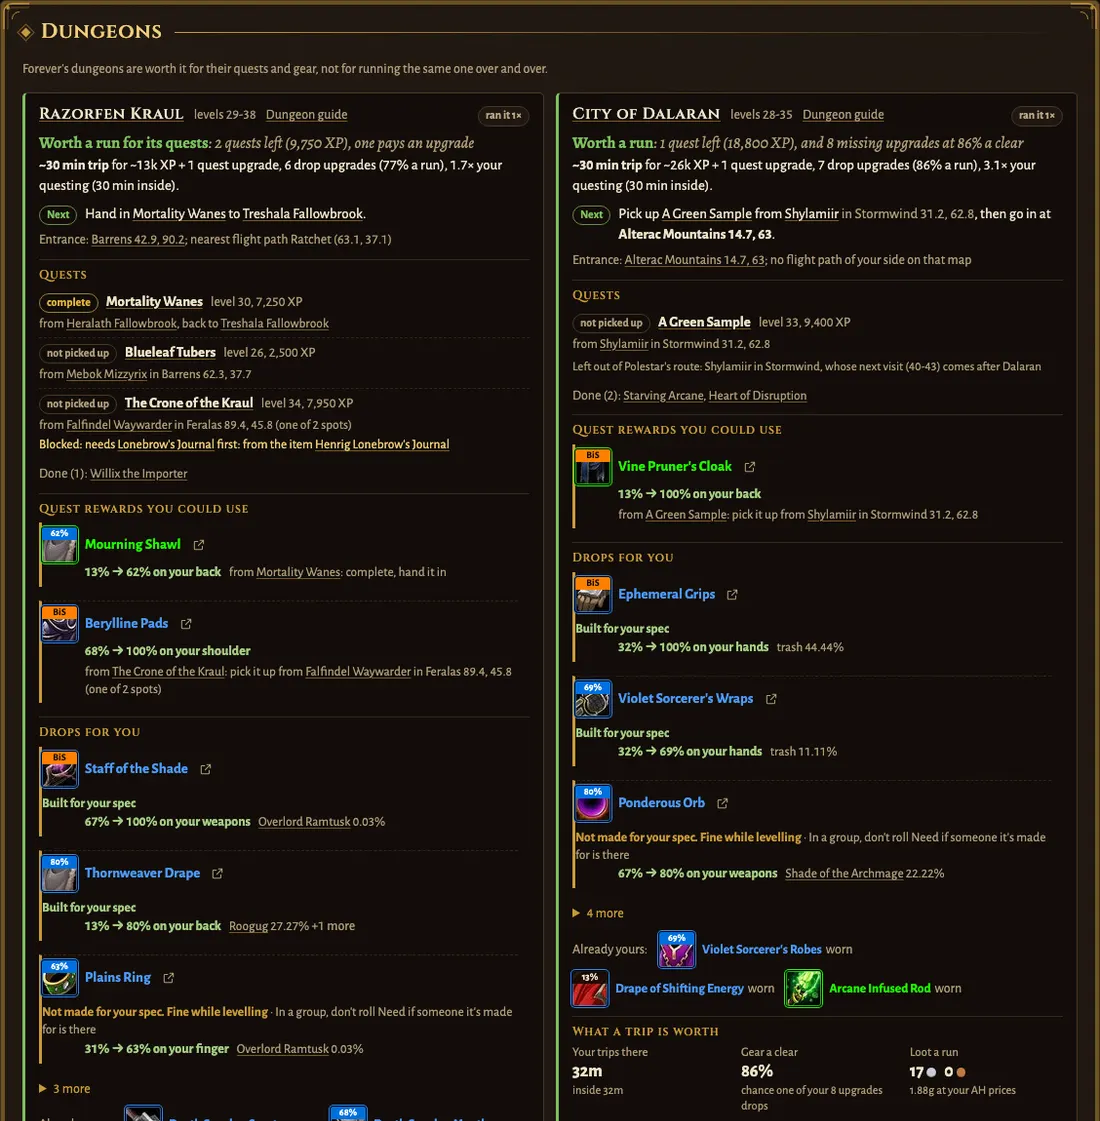 Dungeons
Forever's dungeons are worth it for their quests and gear, not for running the same one over and over.
Razorfen Kraul levels 29-38 Dungeon guide ran it 1×
Worth a run for its quests: 2 quests left (9,750 XP), one pays an upgrade
~30 min trip for ~13k XP + 1 quest upgrade, 6 drop upgrades (77% a run), 1.7× your
questing (30 min inside).
Next Hand in Mortality Wanes to Treshala Fallowbrook.
Entrance: Barrens 42.9, 90.2; nearest flight path Ratchet (63.1, 37.1)
Quests
complete Mortality Wanes level 30, 7,250 XP
from Heralath Fallowbrook, back to Treshala Fallowbrook
not picked up Blueleaf Tubers level 26, 2,500 XP
from Mebok Mizzyrix in Barrens 62.3, 37.7
not picked up The Crone of the Kraul level 34, 7,950 XP
from Falfindel Waywarder in Feralas 89.4, 45.8 (one of 2 spots)
Blocked: needs Lonebrow's Journal first: from the item Henrig Lonebrow's Journal
Done (1): Willix the Importer
Quest rewards you could use
62%
Mourning Shawl
13% → 62% on your back from Mortality Wanes: complete, hand it in
BiS
Berylline Pads
68% → 100% on your shoulder
from The Crone of the Kraul: pick it up from Falfindel Waywarder in Feralas 89.4, 45.8
(one of 2 spots)
Drops for you
BiS
Staff of the Shade
Built for your spec
67% → 100% on your weapons Overlord Ramtusk 0.03%
80%
Thornweaver Drape
Built for your spec
13% → 80% on your back Roogug 27.27% +1 more
63%
Plains Ring
Not made for your spec. Fine while levelling · In a group, don't roll Need if someone it's made
for is there
31% → 63% on your finger Overlord Ramtusk 0.03%
▶ 3 more
68%
City of Dalaran levels 28-35 Dungeon guide ran it 1×
Worth a run: 1 quest left (18,800 XP), and 8 missing upgrades at 86% a clear
~30 min trip for ~26k XP + 1 quest upgrade, 7 drop upgrades (86% a run), 3.1× your
questing (30 min inside).
Next Pick up A Green Sample from Shylamiir in Stormwind 31.2, 62.8, then go in at
Alterac Mountains 14.7, 63.
Entrance: Alterac Mountains 14.7, 63; no flight path of your side on that map
Quests
not picked up A Green Sample level 33, 9,400 XP
from Shylamiir in Stormwind 31.2, 62.8
Left out of Polestar's route: Shylamiir in Stormwind, whose next visit (40-43) comes after Dalaran
Done (2): Starving Arcane, Heart of Disruption
Quest rewards you could use
BiS
Vine Pruner's Cloak
13% → 100% on your back
from A Green Sample: pick it up from Shylamiir in Stormwind 31.2, 62.8
Drops for you
BiS
Ephemeral Grips
Built for your spec
32% → 100% on your hands trash 44.44%
69%
Violet Sorcerer's Wraps
Built for your spec
32% → 69% on your hands trash 11.11%
80%
Ponderous Orb
Not made for your spec. Fine while levelling · In a group, don't roll Need if someone it's made
for is there
67% → 80% on your weapons Shade of the Archmage 22.22%
▶ 4 more
Already yours: 69% Violet Sorcerer's Robes worn
13% Drape of Shifting Energy worn Arcane Infused Rod worn
What a trip is worth
Your trips there
32m
inside 32m
Gear a clear
86%
chance one of your 8 upgrades
drops
Loot a run
17 0
1.88g at your AH prices